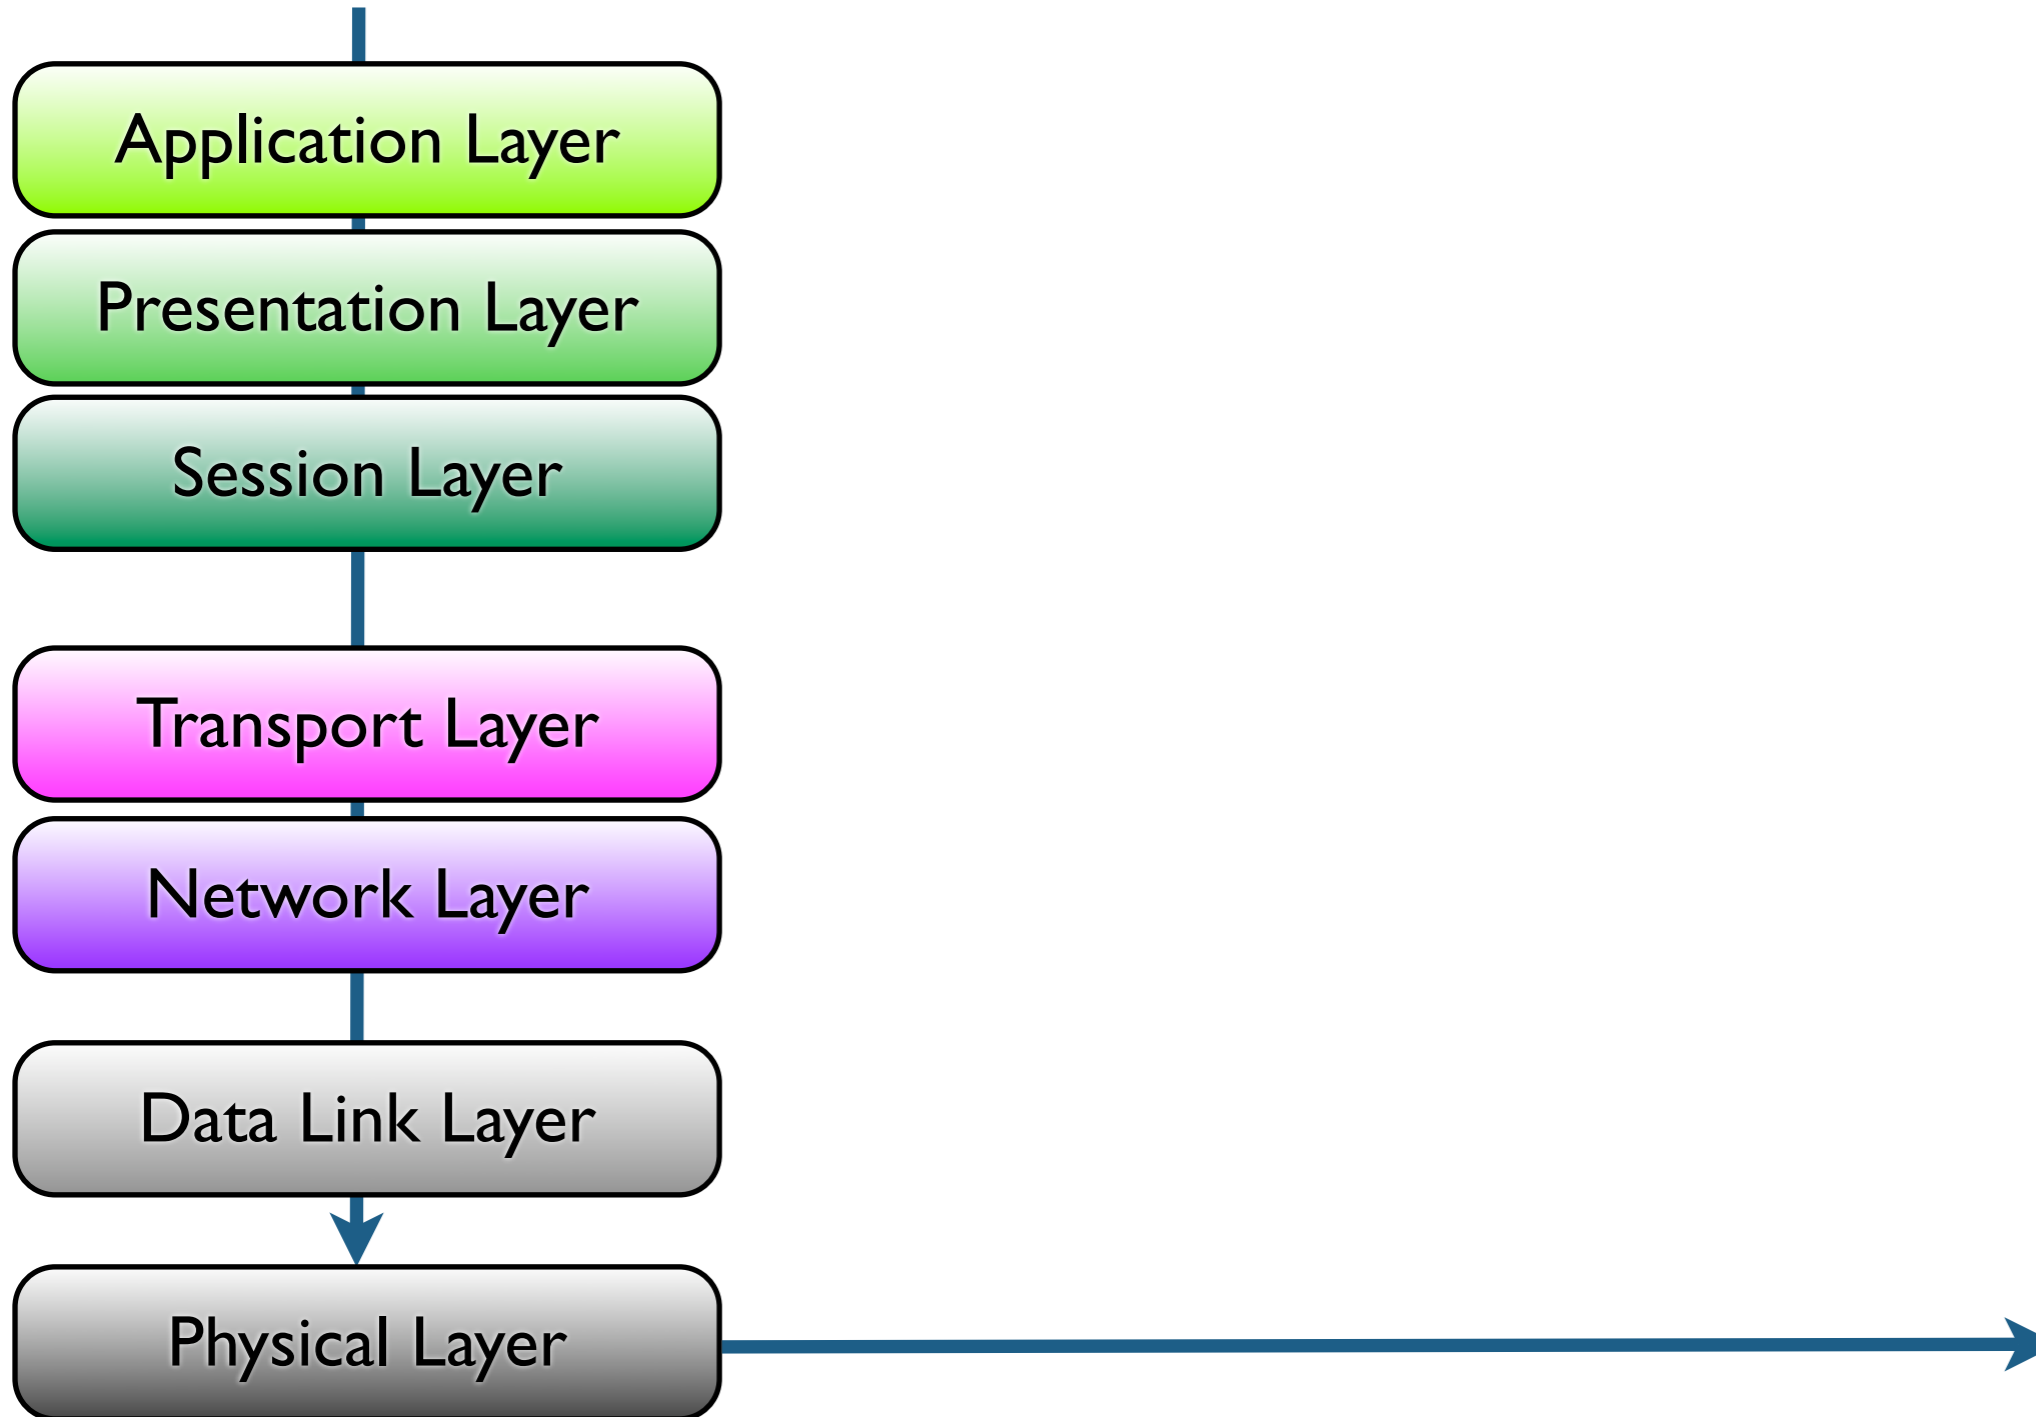 Application Layer
Presentation Layer
Session Layer
Transport Layer
Network Layer
Data Link Layer
Physical Layer